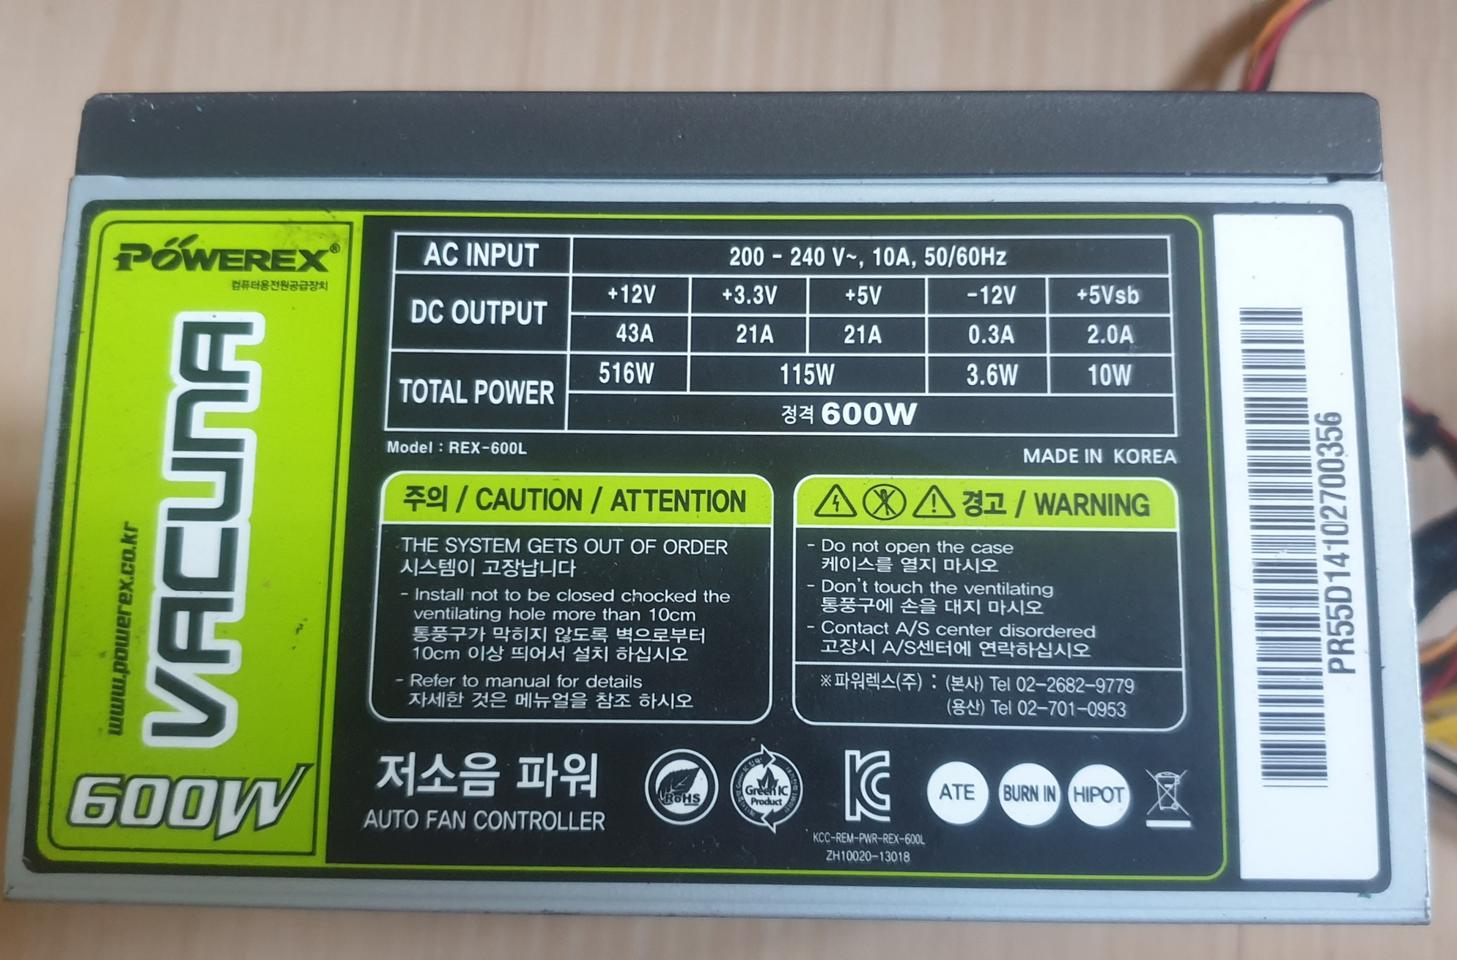 POWEREX®
컴퓨터용전원공급장치
VACUNA
www.powerex.co.kr
600W
AC INPUT 200 - 240 V~, 10A, 50/60Hz
DC OUTPUT +12V +3.3V +5V -12V +5Vsb
43A 21A 21A 0.3A 2.0A
TOTAL POWER 516W 115W 3.6W 10W
정격 600W
Model : REX-600L
MADE IN KOREA
주의 / CAUTION / ATTENTION
THE SYSTEM GETS OUT OF ORDER
시스템이 고장납니다
- Install not to be closed chocked the
ventilating hole more than 10cm
통풍구가 막히지 않도록 벽으로부터
10cm 이상 띄어서 설치 하십시오
- Refer to manual for details
자세한 것은 메뉴얼을 참조 하시오
경고 / WARNING
- Do not open the case
케이스를 열지 마시오
- Don't touch the ventilating
통풍구에 손을 대지 마시오
- Contact A/S center disordered
고장시 A/S센터에 연락하십시오
※파워렉스(주) : (본사) Tel 02-2682-9779
(용산) Tel 02-701-0953
저소음 파워
AUTO FAN CONTROLLER
RoHS
Green IC
Product
KC
KCC-REM-PWR-REX-600L
ZH10020-13018
ATE
BURN IN
HIPOT
PR55D14102700356